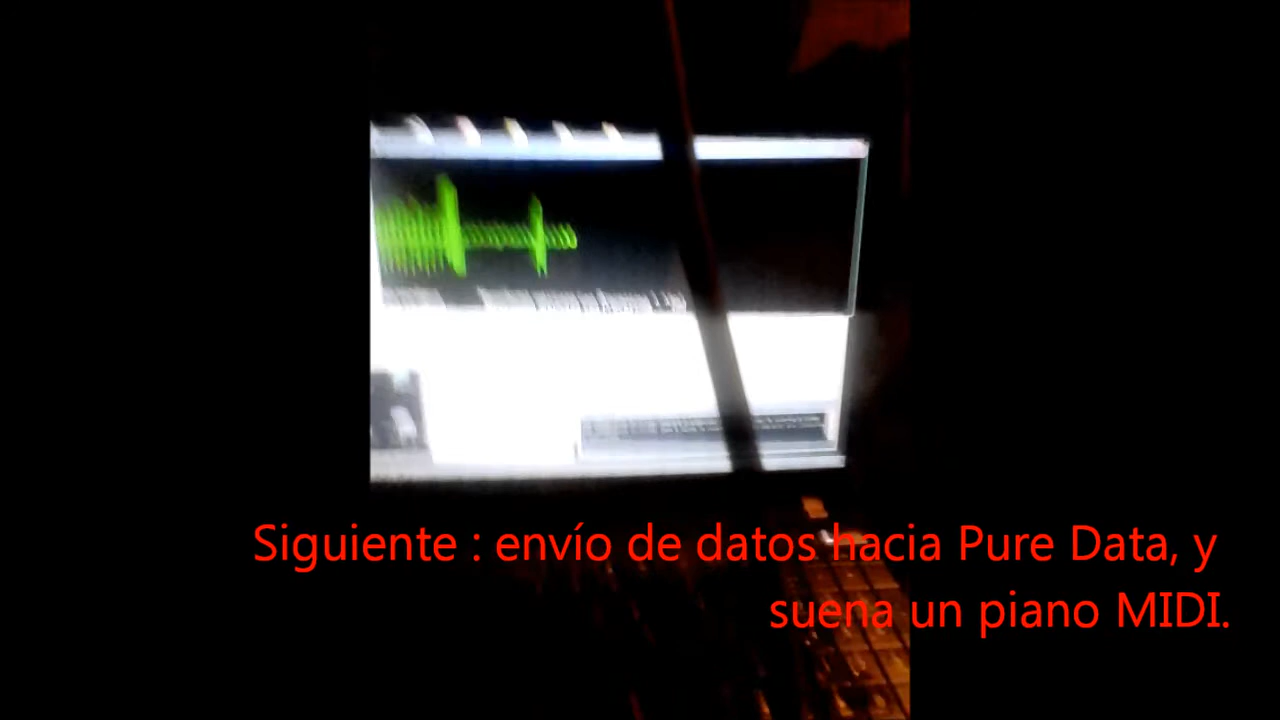 Siguiente : envío de datos hacia Pure Data, y
suena un piano MIDI.